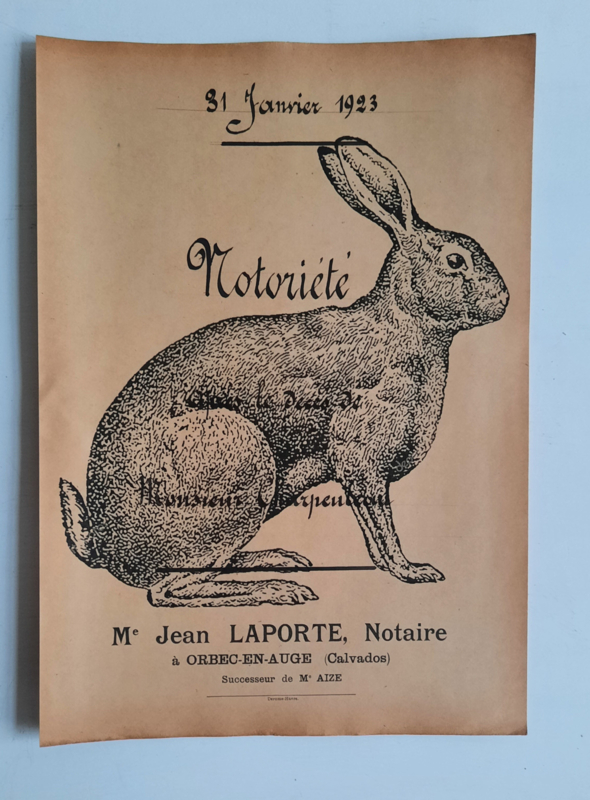 31 Janvier 1923
Notoriété
après le décès de
Monsieur Charpenteau
Mᵉ Jean LAPORTE, Notaire
à ORBEC-EN-AUGE (Calvados)
Successeur de Mᵉ AIZE